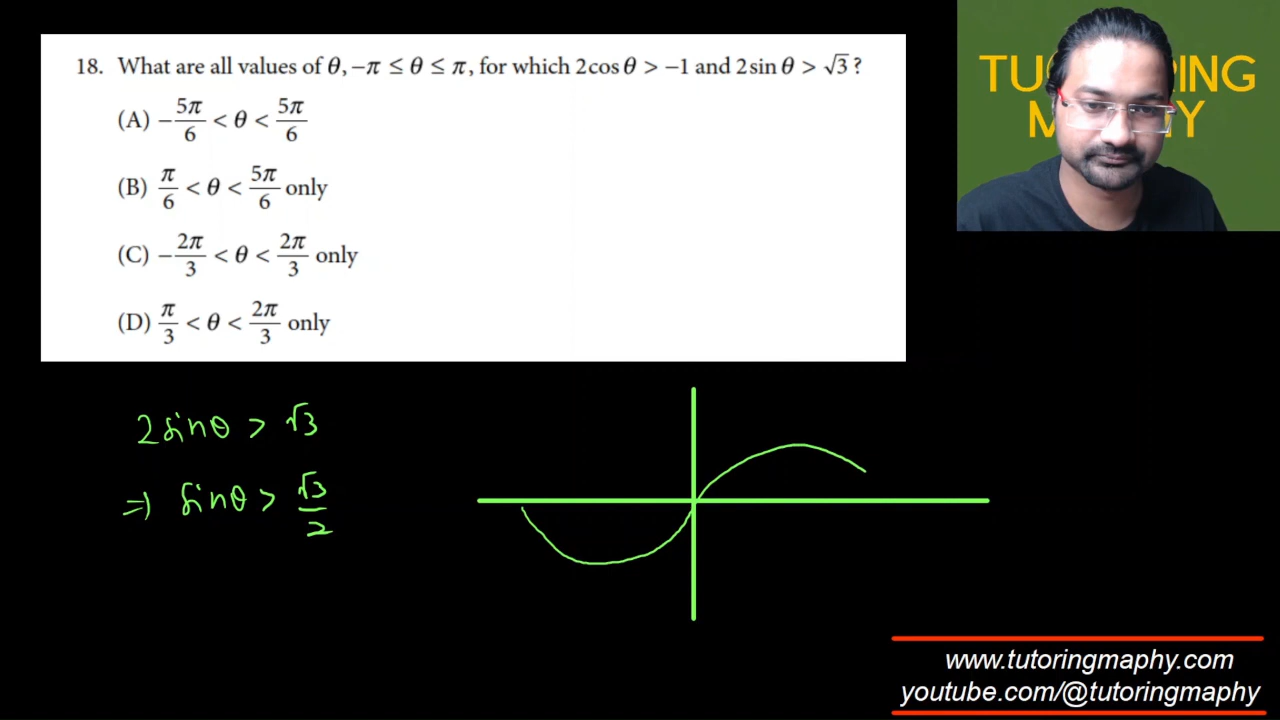 18. What are all values of θ, −π ≤ θ ≤ π, for which 2cos θ > −1 and 2sin θ > √3 ?
(A) −5π/6 < θ < 5π/6
(B) π/6 < θ < 5π/6 only
(C) −2π/3 < θ < 2π/3 only
(D) π/3 < θ < 2π/3 only
2 sinθ > √3
⇒ sinθ > √3/2
www.tutoringmaphy.com
youtube.com/@tutoringmaphy